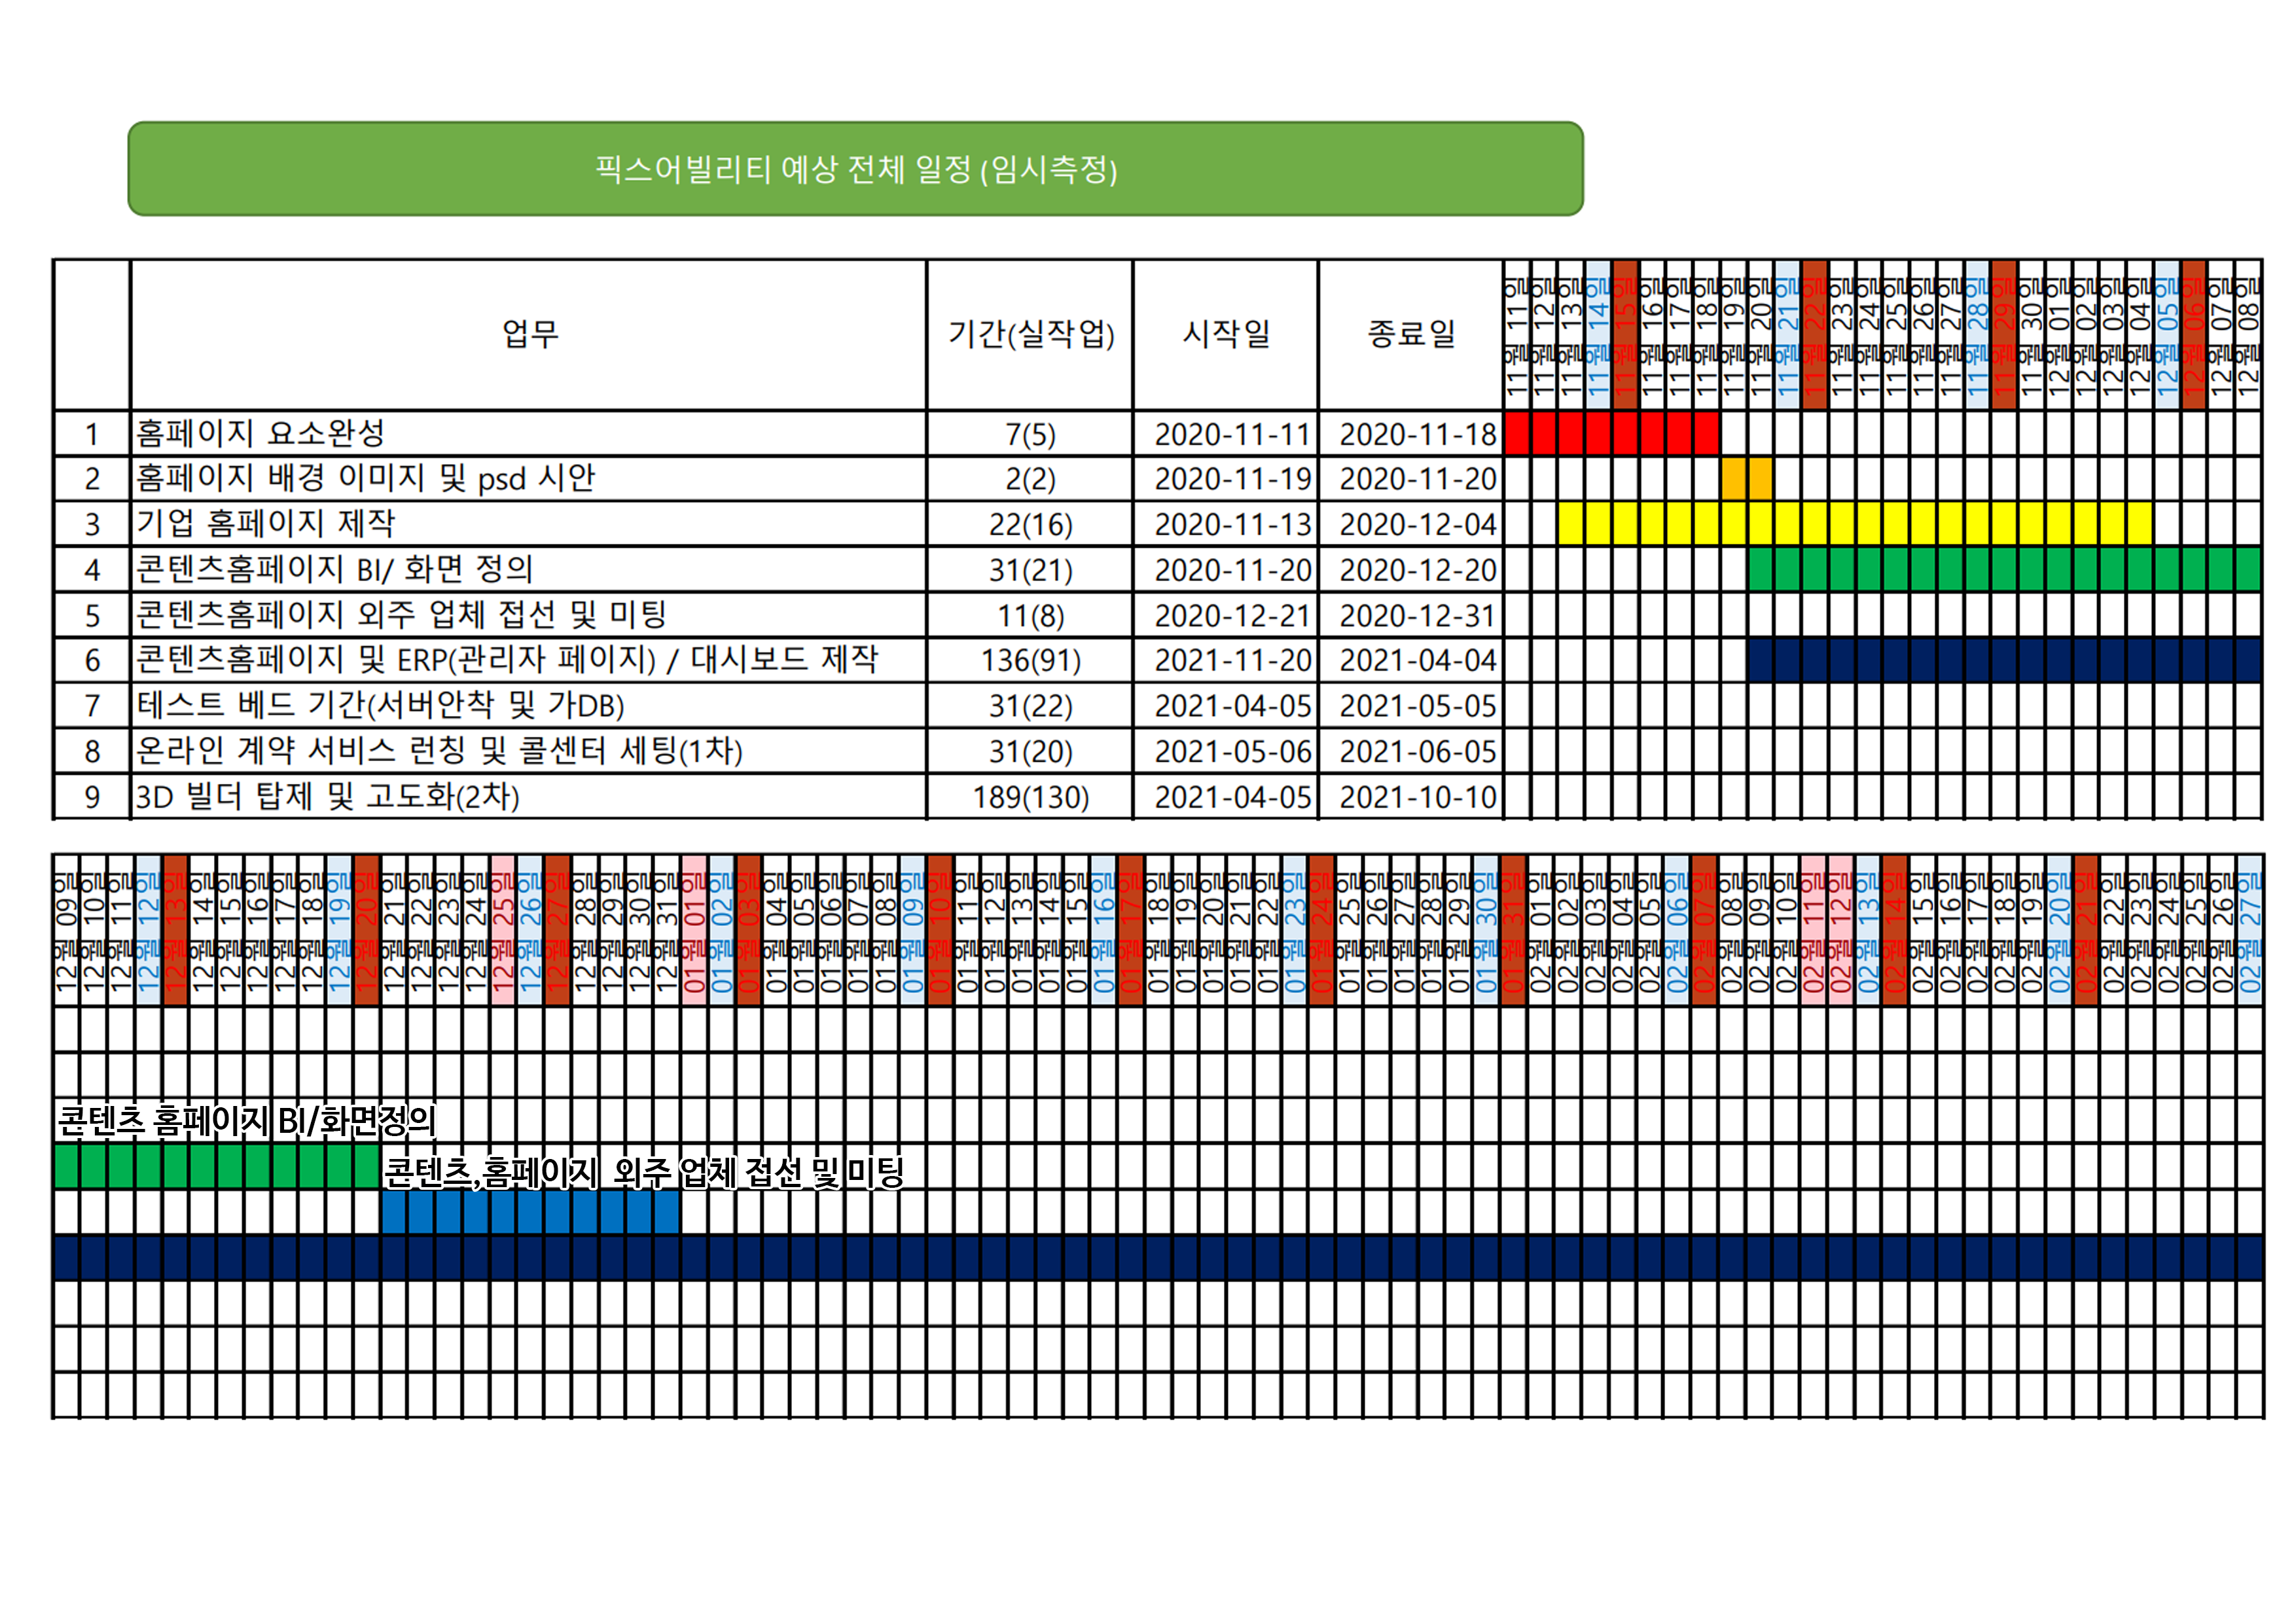 픽스어빌리티 예상 전체 일정 (임시측정)
업무 기간(실작업) 시작일 종료일 11월 11일 11월 12일 11월 13일 11월 14일 11월 15일 11월 16일 11월 17일 11월 18일 11월 19일 11월 20일 11월 21일 11월 22일 11월 23일 11월 24일 11월 25일 11월 26일 11월 27일 11월 28일 11월 29일 11월 30일 12월 01일 12월 02일 12월 03일 12월 04일 12월 05일 12월 06일 12월 07일 12월 08일
1 홈페이지 요소완성 7(5) 2020-11-11 2020-11-18
2 홈페이지 배경 이미지 및 psd 시안 2(2) 2020-11-19 2020-11-20
3 기업 홈페이지 제작 22(16) 2020-11-13 2020-12-04
4 콘텐츠홈페이지 BI/ 화면 정의 31(21) 2020-11-20 2020-12-20
5 콘텐츠홈페이지 외주 업체 접선 및 미팅 11(8) 2020-12-21 2020-12-31
6 콘텐츠홈페이지 및 ERP(관리자 페이지) / 대시보드 제작 136(91) 2021-11-20 2021-04-04
7 테스트 베드 기간(서버안착 및 가DB) 31(22) 2021-04-05 2021-05-05
8 온라인 계약 서비스 런칭 및 콜센터 세팅(1차) 31(20) 2021-05-06 2021-06-05
9 3D 빌더 탑제 및 고도화(2차) 189(130) 2021-04-05 2021-10-10
12월 09일 12월 10일 12월 11일 12월 12일 12월 13일 12월 14일 12월 15일 12월 16일 12월 17일 12월 18일 12월 19일 12월 20일 12월 21일 12월 22일 12월 23일 12월 24일 12월 25일 12월 26일 12월 27일 12월 28일 12월 29일 12월 30일 12월 31일 01월 01일 01월 02일 01월 03일 01월 04일 01월 05일 01월 06일 01월 07일 01월 08일 01월 09일 01월 10일 01월 11일 01월 12일 01월 13일 01월 14일 01월 15일 01월 16일 01월 17일 01월 18일 01월 19일 01월 20일 01월 21일 01월 22일 01월 23일 01월 24일 01월 25일 01월 26일 01월 27일 01월 28일 01월 29일 01월 30일 01월 31일 02월 01일 02월 02일 02월 03일 02월 04일 02월 05일 02월 06일 02월 07일 02월 08일 02월 09일 02월 10일 02월 11일 02월 12일 02월 13일 02월 14일 02월 15일 02월 16일 02월 17일 02월 18일 02월 19일 02월 20일 02월 21일 02월 22일 02월 23일 02월 24일 02월 25일 02월 26일 02월 27일
콘텐츠 홈페이지 BI/화면정의
콘텐츠,홈페이지 외주 업체 접선 및 미팅